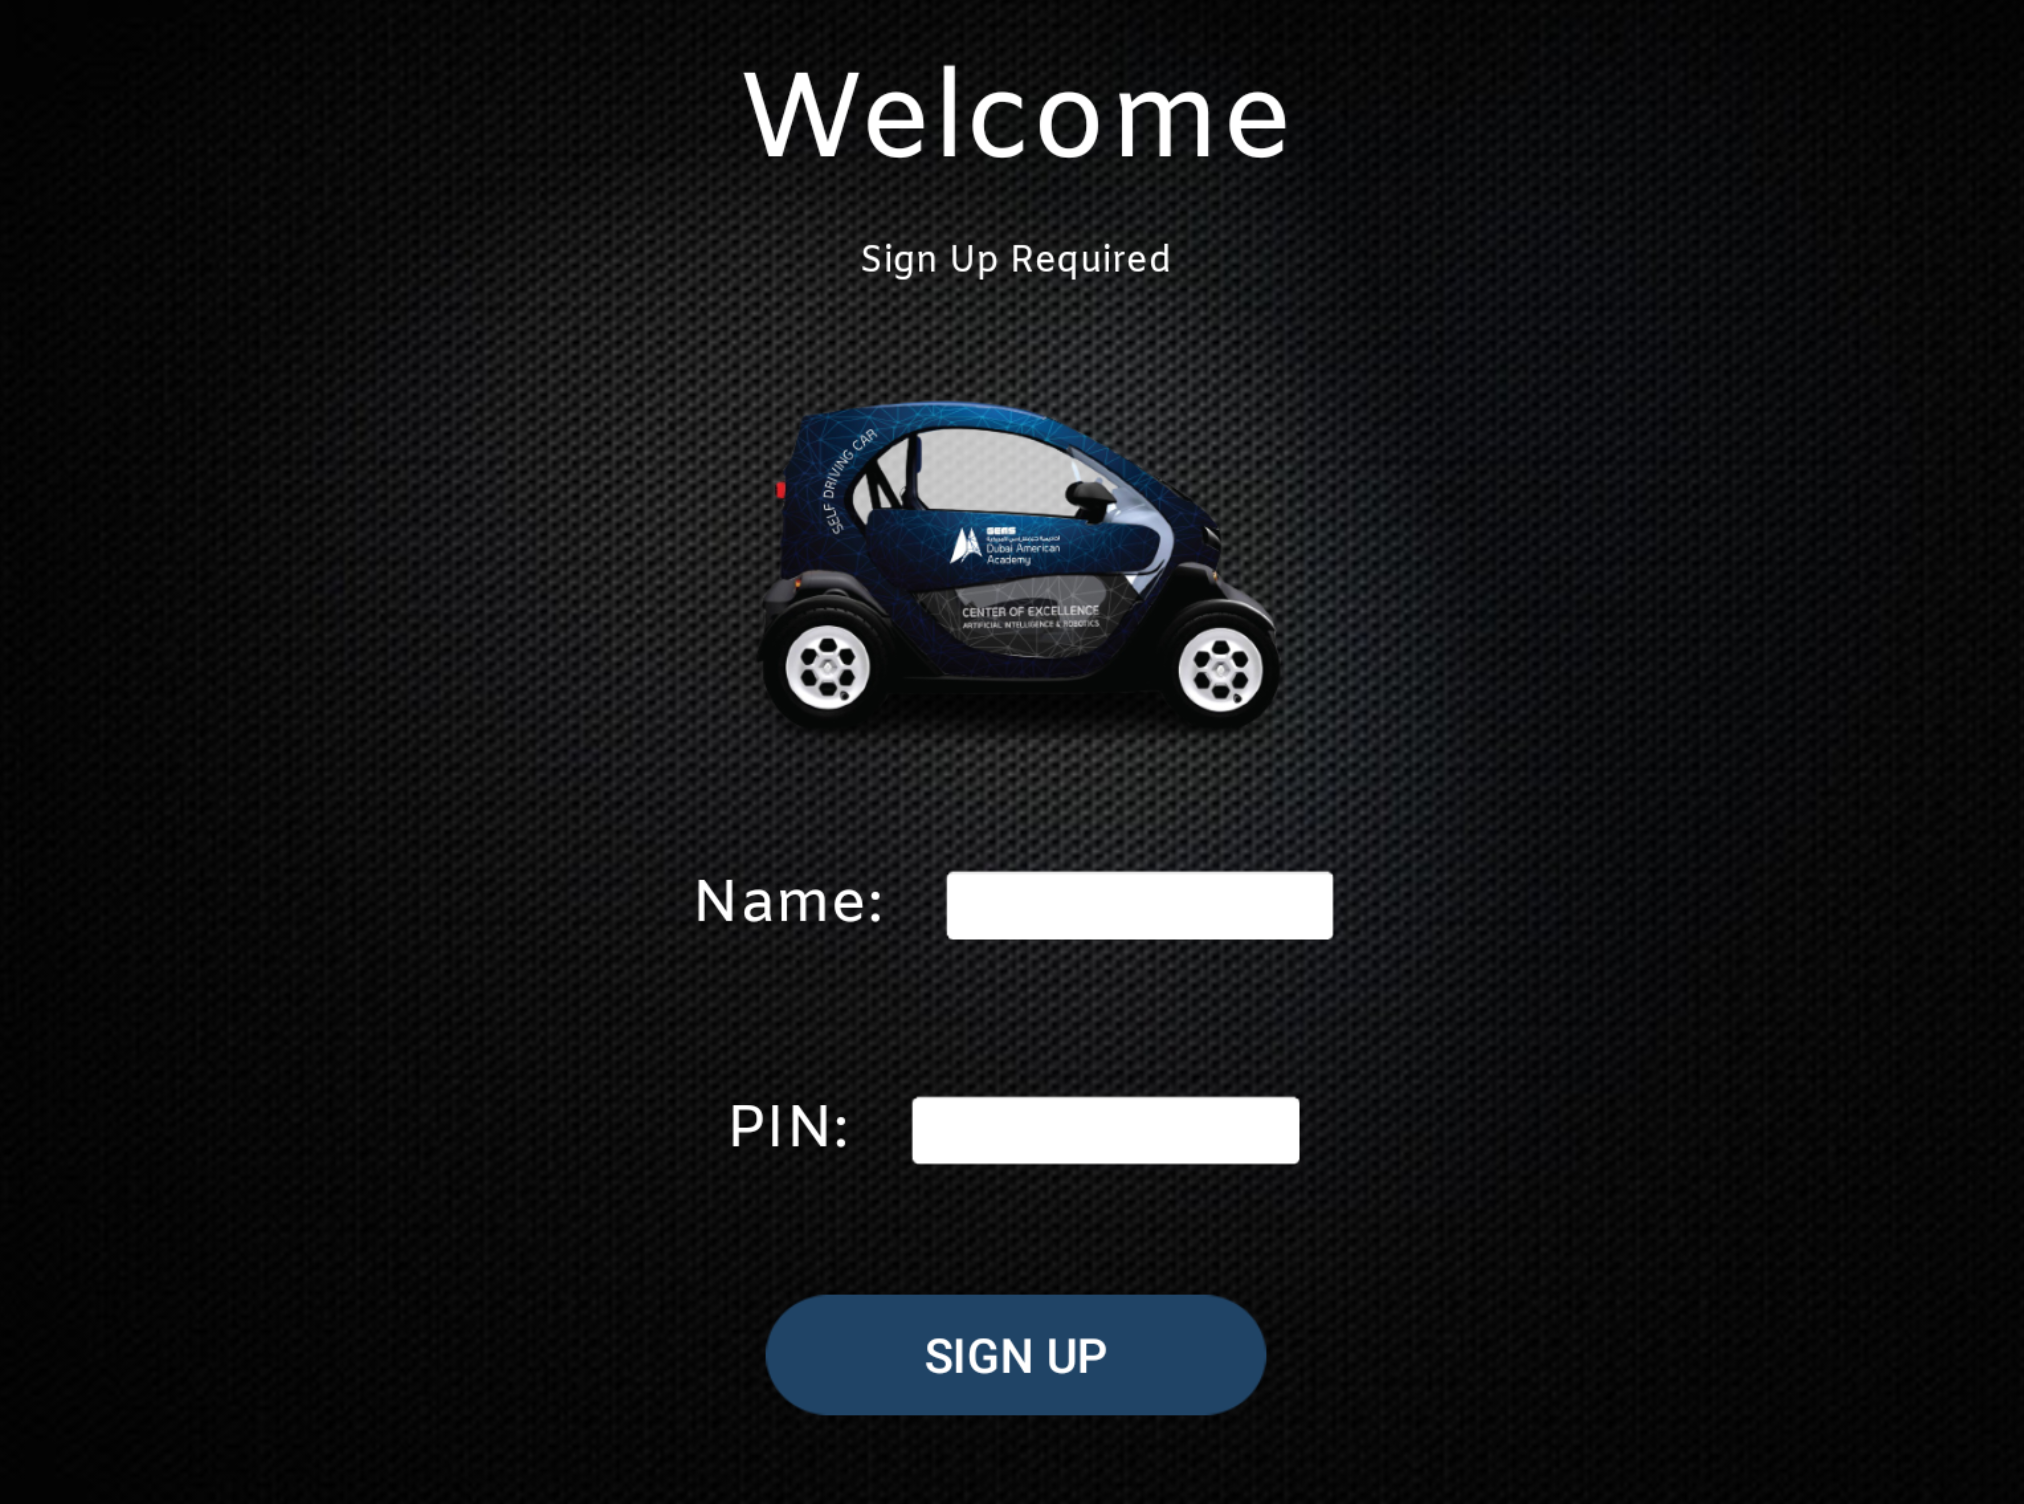 Welcome
Sign Up Required
SELF DRIVING CAR
GEMS
Dubai American
Academy
CENTER OF EXCELLENCE
ARTIFICIAL INTELLIGENCE & ROBOTICS
Name:
PIN:
SIGN UP